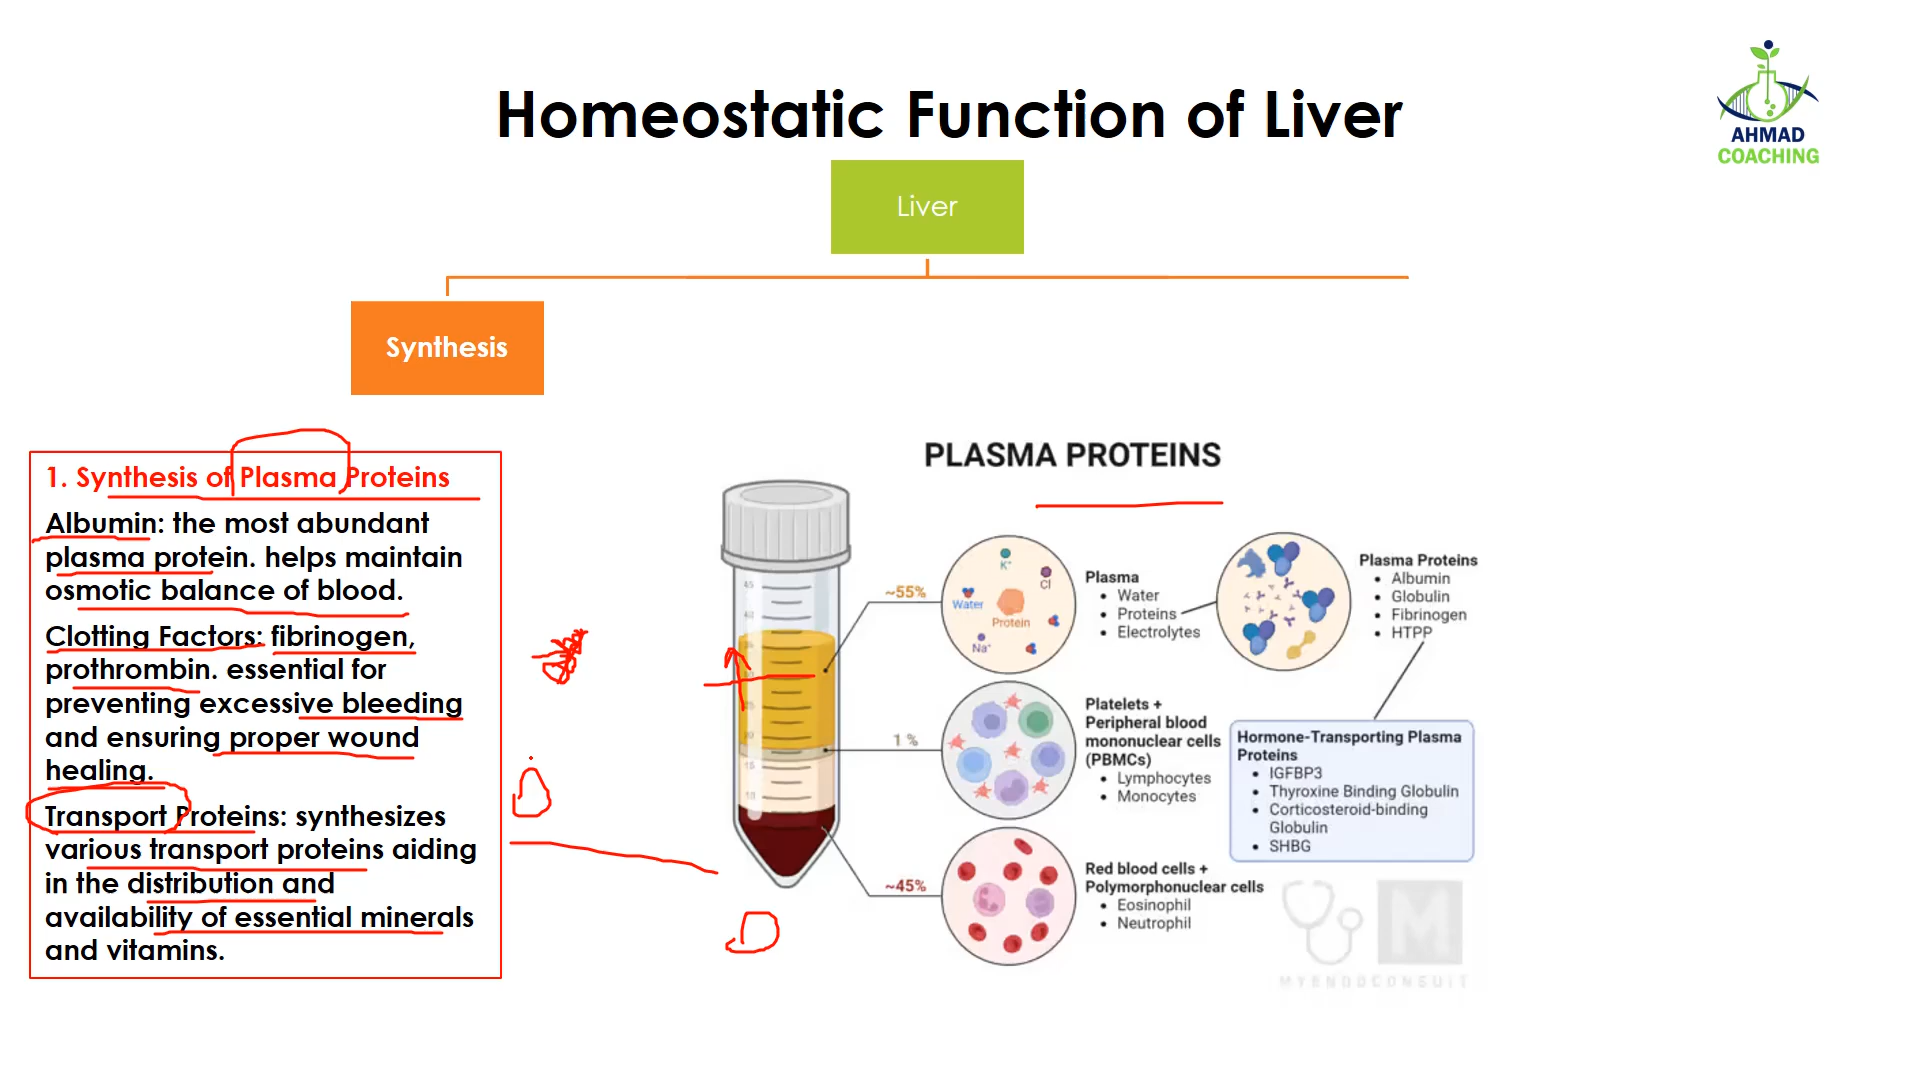 Homeostatic Function of Liver
AHMAD
COACHING
Liver
Synthesis
1. Synthesis of Plasma Proteins
Albumin: the most abundant
plasma protein. helps maintain
osmotic balance of blood.
Clotting Factors: fibrinogen,
prothrombin. essential for
preventing excessive bleeding
and ensuring proper wound
healing.
Transport Proteins: synthesizes
various transport proteins aiding
in the distribution and
availability of essential minerals
and vitamins.
PLASMA PROTEINS
~55%
K⁺
Cl
Water
Protein
Na⁺
Plasma
• Water
• Proteins
• Electrolytes
Plasma Proteins
• Albumin
• Globulin
• Fibrinogen
• HTPP
1 %
Platelets +
Peripheral blood
mononuclear cells
(PBMCs)
• Lymphocytes
• Monocytes
Hormone-Transporting Plasma
Proteins
• IGFBP3
• Thyroxine Binding Globulin
• Corticosteroid-binding
Globulin
• SHBG
~45%
Red blood cells +
Polymorphonuclear cells
• Eosinophil
• Neutrophil
M
MYENDOCONSULT